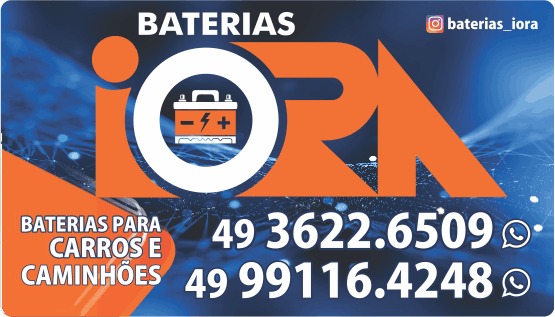 BATERIAS
baterias_iora
iORA
BATERIAS PARA
CARROS E
CAMINHÕES
49 3622.6509
49 99116.4248